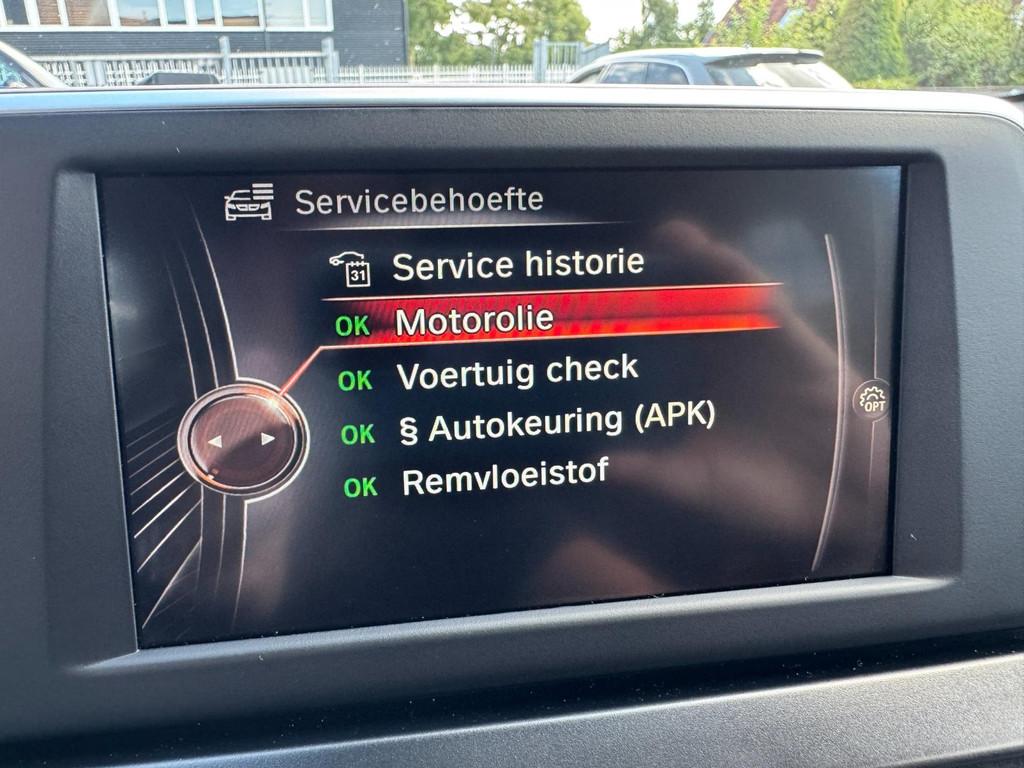 Servicebehoefte
31 Service historie
OK Motorolie
OK Voertuig check
OK § Autokeuring (APK)
OK Remvloeistof
OPT